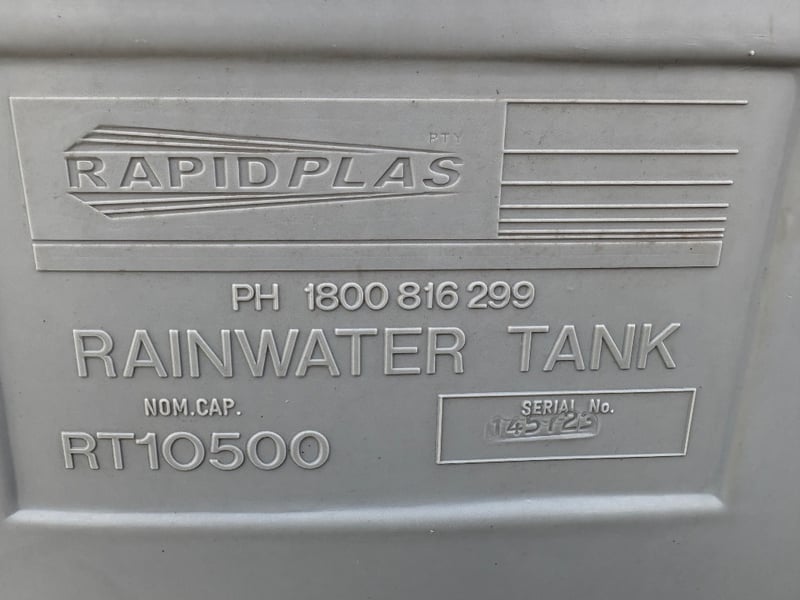 PTY
RAPIDPLAS
PH 1800 816 299
RAINWATER TANK
NOM.CAP.
RT10500
SERIAL No.